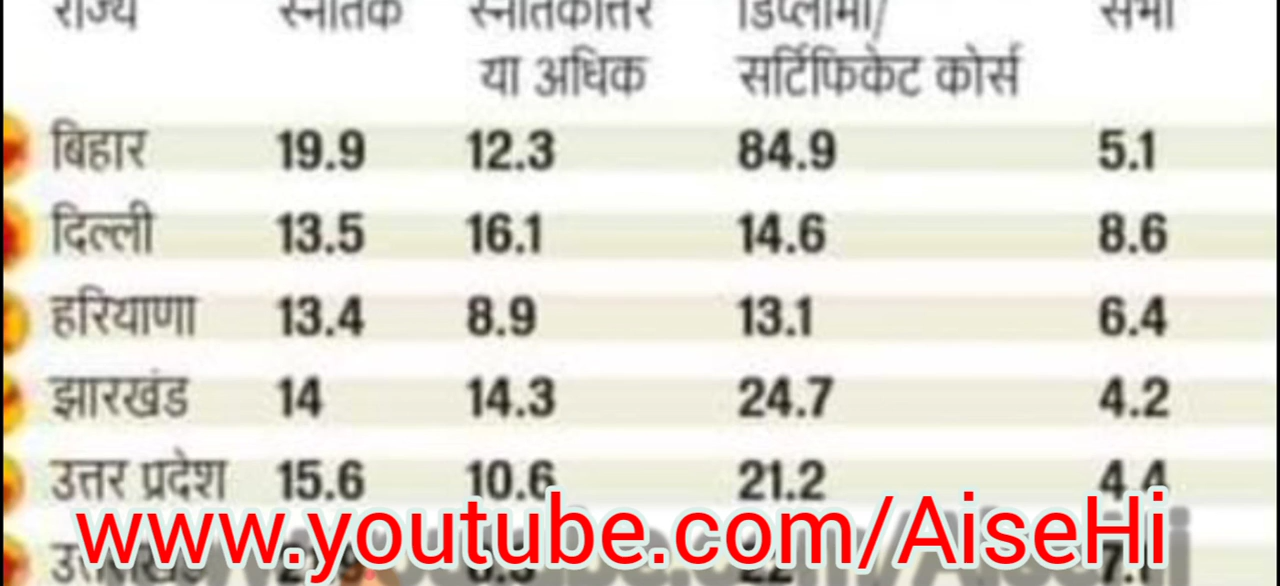 राज्य स्नातक स्नातकोत्तर डिप्लोमा/ सभी
या अधिक सर्टिफिकेट कोर्स
बिहार 19.9 12.3 84.9 5.1
दिल्ली 13.5 16.1 14.6 8.6
हरियाणा 13.4 8.9 13.1 6.4
झारखंड 14 14.3 24.7 4.2
उत्तर प्रदेश 15.6 10.6 21.2 4.4
www.youtube.com/AiseHi